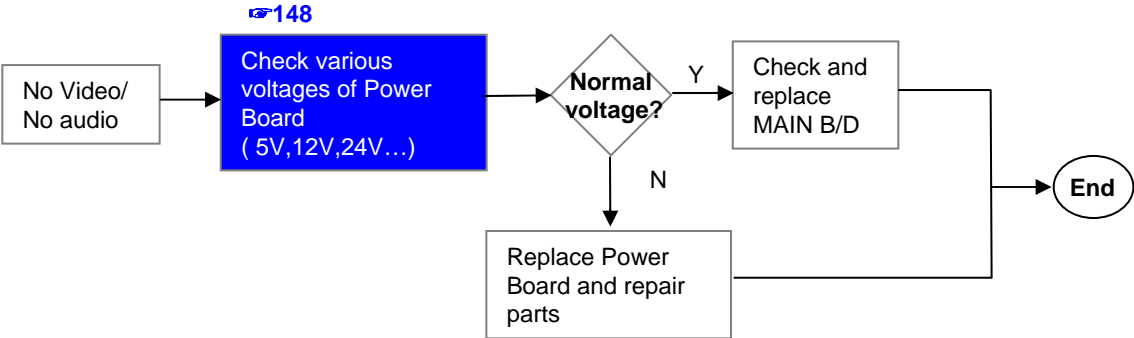 ☞148
No Video/
No audio
Check various
voltages of Power
Board
( 5V,12V,24V…)
Normal
voltage?
Y
Check and
replace
MAIN B/D
N
Replace Power
Board and repair
parts
End